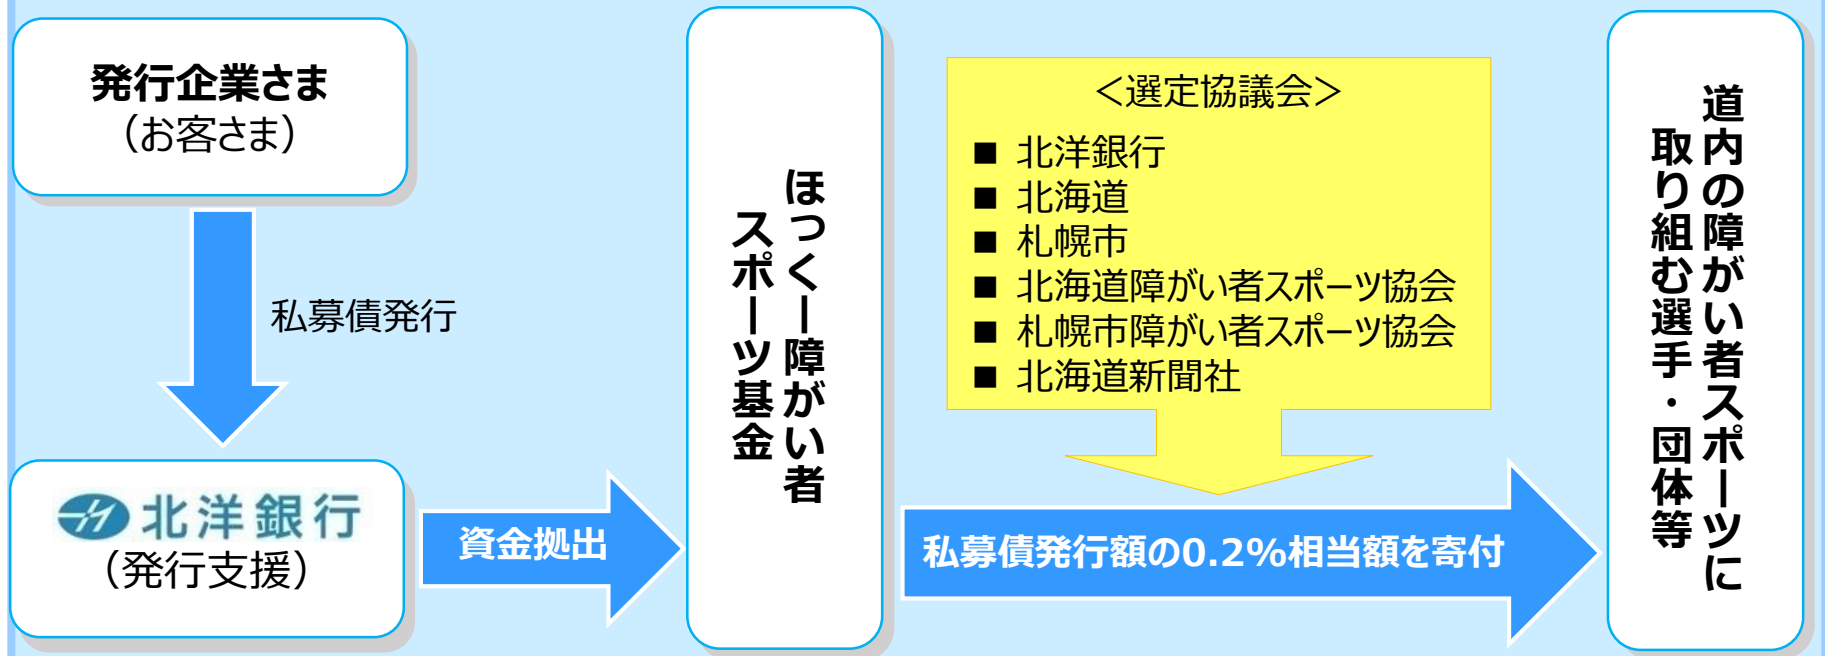 発行企業さま
（お客さま）
私募債発行
北洋銀行
（発行支援）
資金拠出
ほっくー障がい者
スポーツ基金
＜選定協議会＞
■ 北洋銀行
■ 北海道
■ 札幌市
■ 北海道障がい者スポーツ協会
■ 札幌市障がい者スポーツ協会
■ 北海道新聞社
私募債発行額の0.2%相当額を寄付
道内の障がい者スポーツに
取り組む選手・団体等